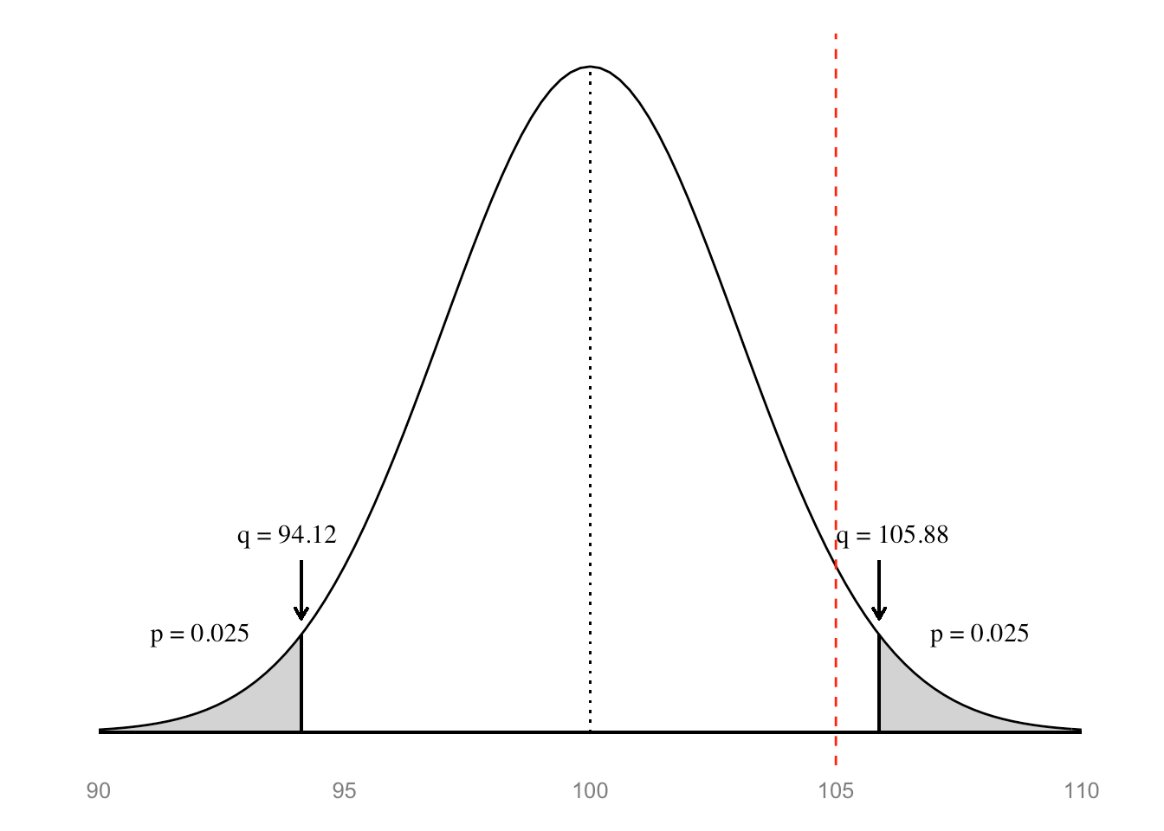 q = 94.12
q = 105.88
p = 0.025
p = 0.025
90
95
100
105
110